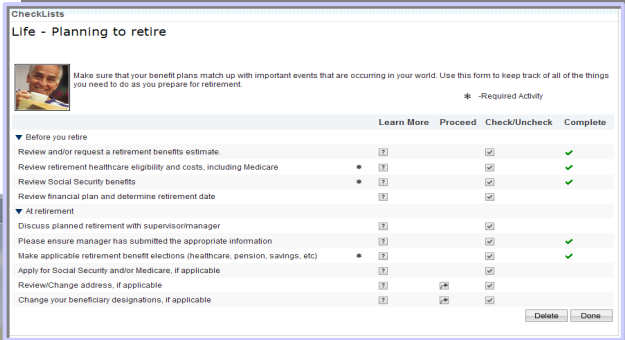 CheckLists
Life - Planning to retire
Make sure that your benefit plans match up with important events that are occurring in your world. Use this form to keep track of all of the things
you need to do as you prepare for retirement.
* -Required Activity
Learn More Proceed Check/Uncheck Complete
Before you retire
Review and/or request a retirement benefits estimate. ?
Review retirement healthcare eligibility and costs, including Medicare * ?
Review Social Security benefits * ?
Review financial plan and determine retirement date ?
At retirement
Discuss planned retirement with supervisor/manager ?
Please ensure manager has submitted the appropriate information ?
Make applicable retirement benefit elections (healthcare, pension, savings, etc) * ?
Apply for Social Security and/or Medicare, if applicable ?
Review/Change address, if applicable ?
Change your beneficiary designations, if applicable ?
Delete Done